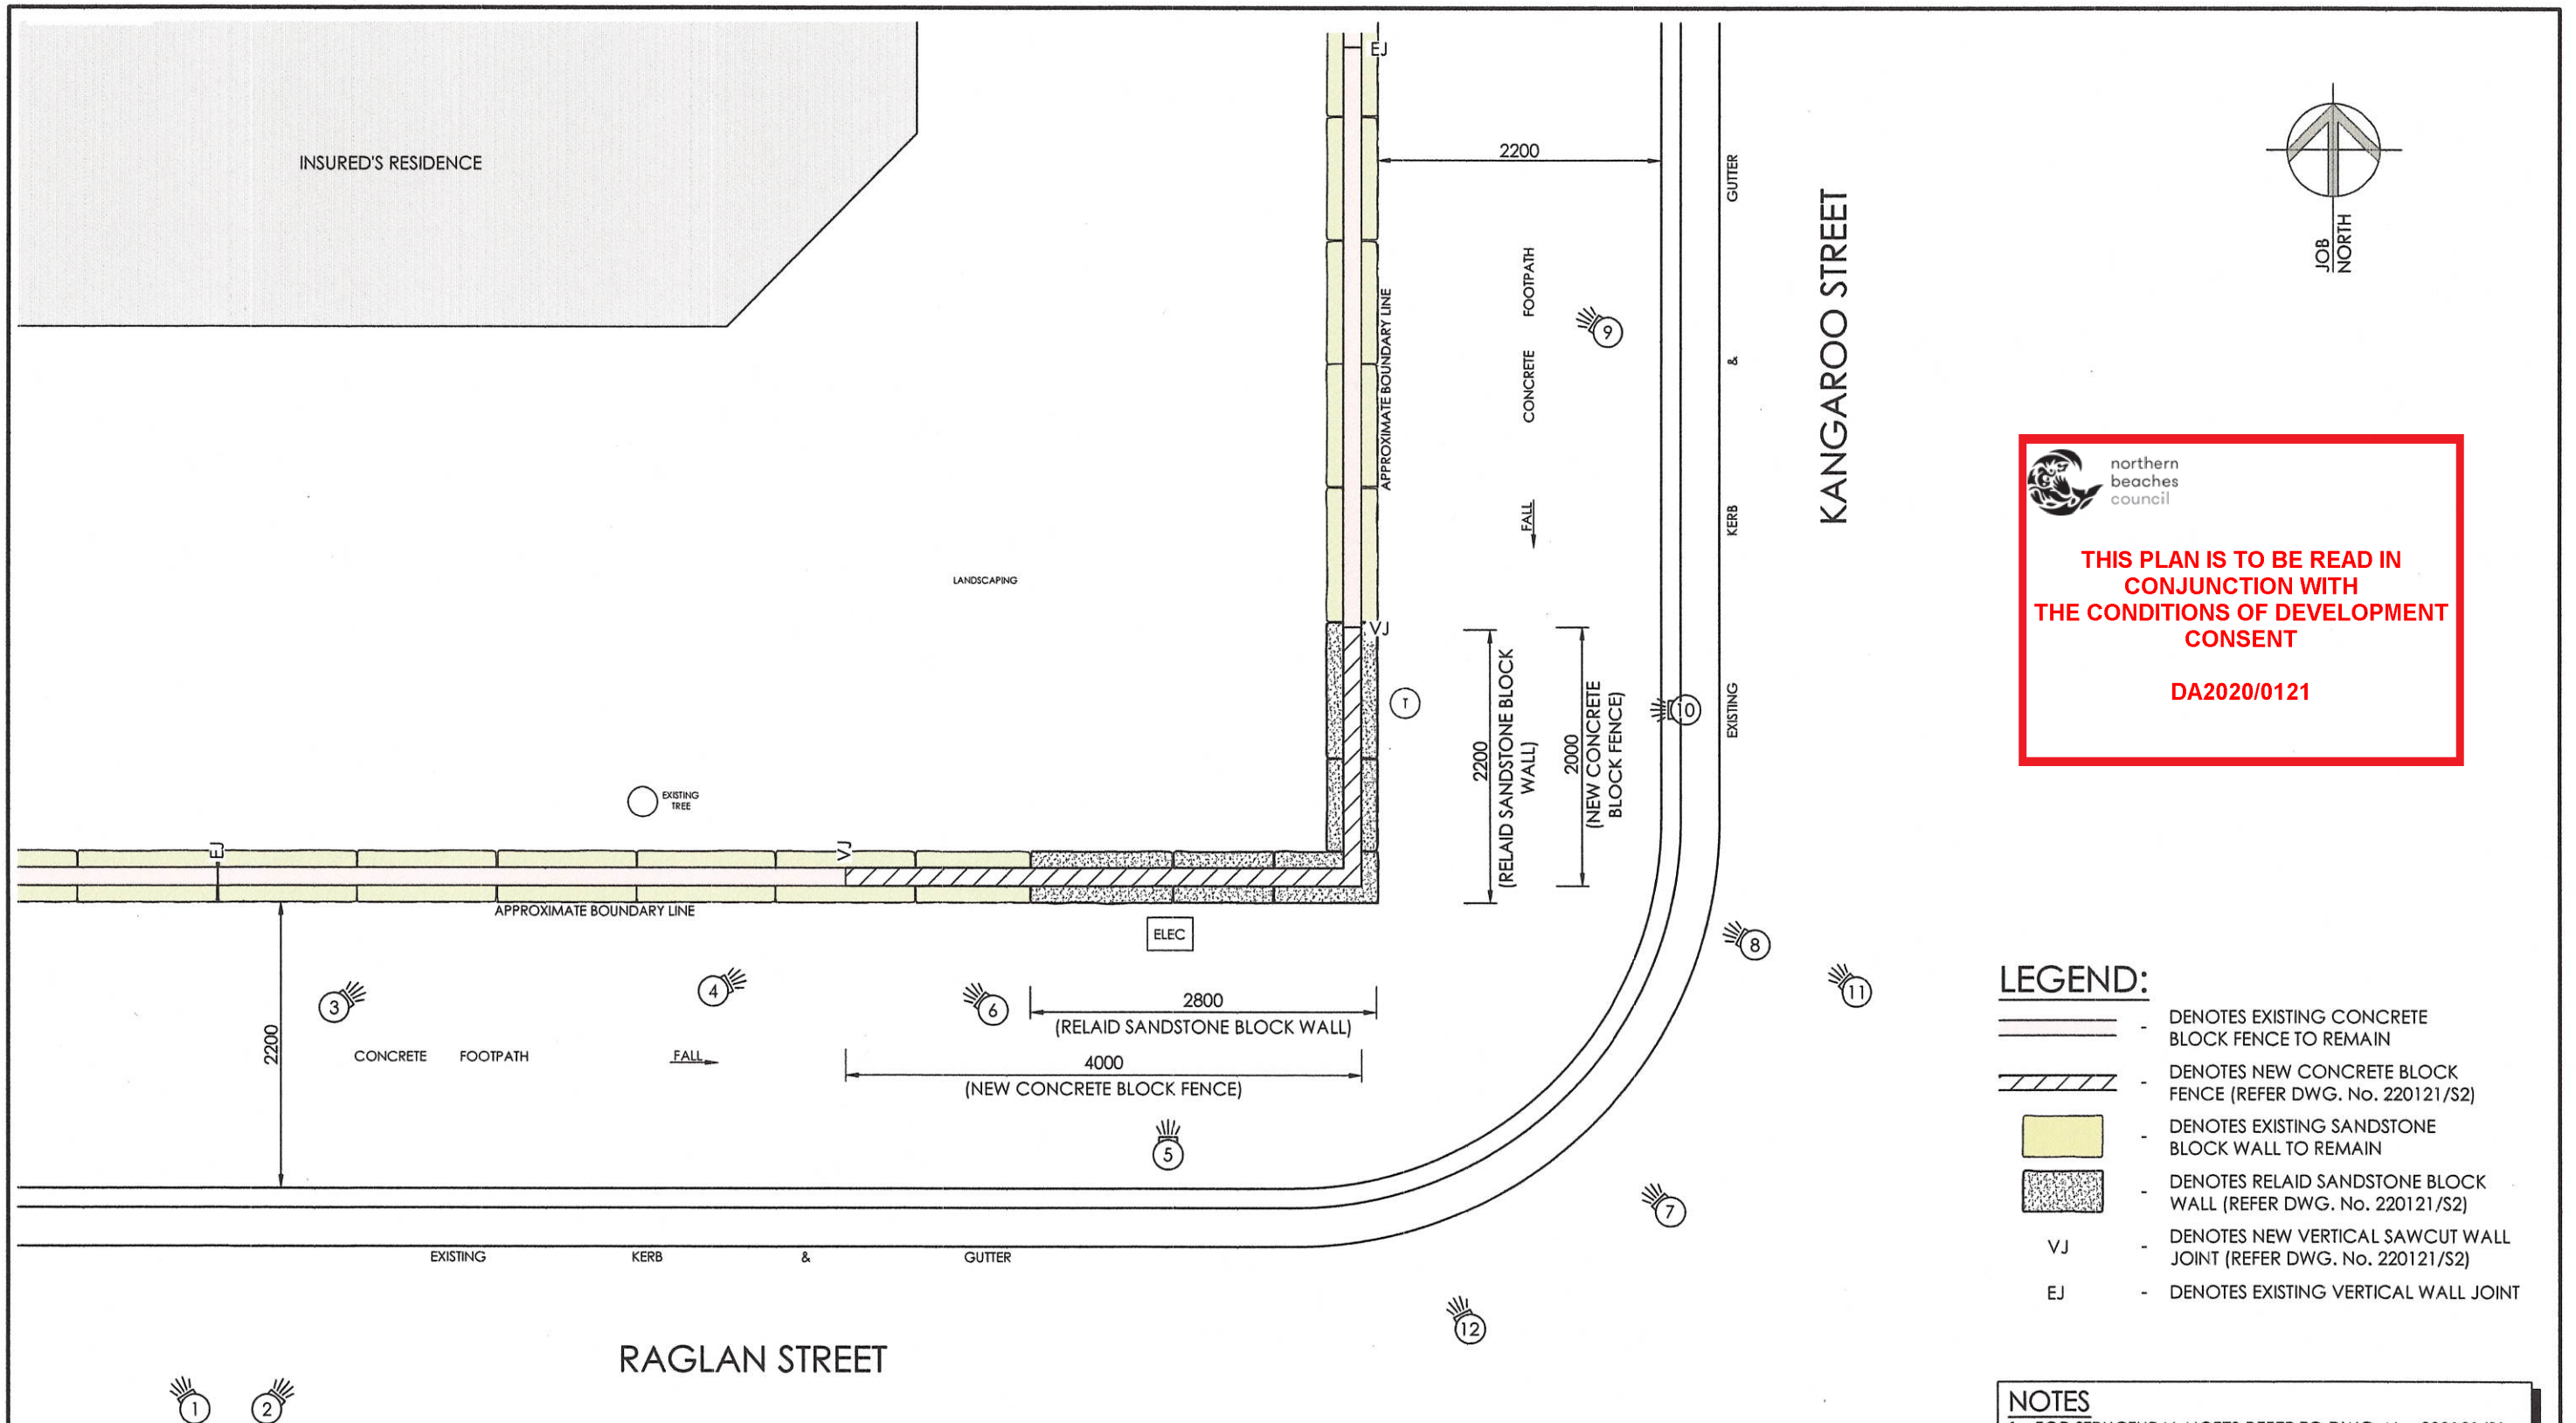 INSURED'S RESIDENCE
EJ
2200
GUTTER
&
KERB
EXISTING
KANGAROO STREET
JOB
NORTH
APPROXIMATE BOUNDARY LINE
CONCRETE FOOTPATH
FALL
9
northern
beaches
council
THIS PLAN IS TO BE READ IN
CONJUNCTION WITH
THE CONDITIONS OF DEVELOPMENT
CONSENT
DA2020/0121
LANDSCAPING
VJ
T
2200
(RELAID SANDSTONE BLOCK
WALL)
2000
(NEW CONCRETE
BLOCK FENCE)
10
EXISTING
TREE
EJ
VJ
APPROXIMATE BOUNDARY LINE
ELEC
8
11
3
4
6
2800
(RELAID SANDSTONE BLOCK WALL)
2200
CONCRETE FOOTPATH
FALL
4000
(NEW CONCRETE BLOCK FENCE)
5
7
EXISTING KERB & GUTTER
12
RAGLAN STREET
1
2
LEGEND:
- DENOTES EXISTING CONCRETE
BLOCK FENCE TO REMAIN
- DENOTES NEW CONCRETE BLOCK
FENCE (REFER DWG. No. 220121/S2)
- DENOTES EXISTING SANDSTONE
BLOCK WALL TO REMAIN
- DENOTES RELAID SANDSTONE BLOCK
WALL (REFER DWG. No. 220121/S2)
VJ - DENOTES NEW VERTICAL SAWCUT WALL
JOINT (REFER DWG. No. 220121/S2)
EJ - DENOTES EXISTING VERTICAL WALL JOINT
NOTES